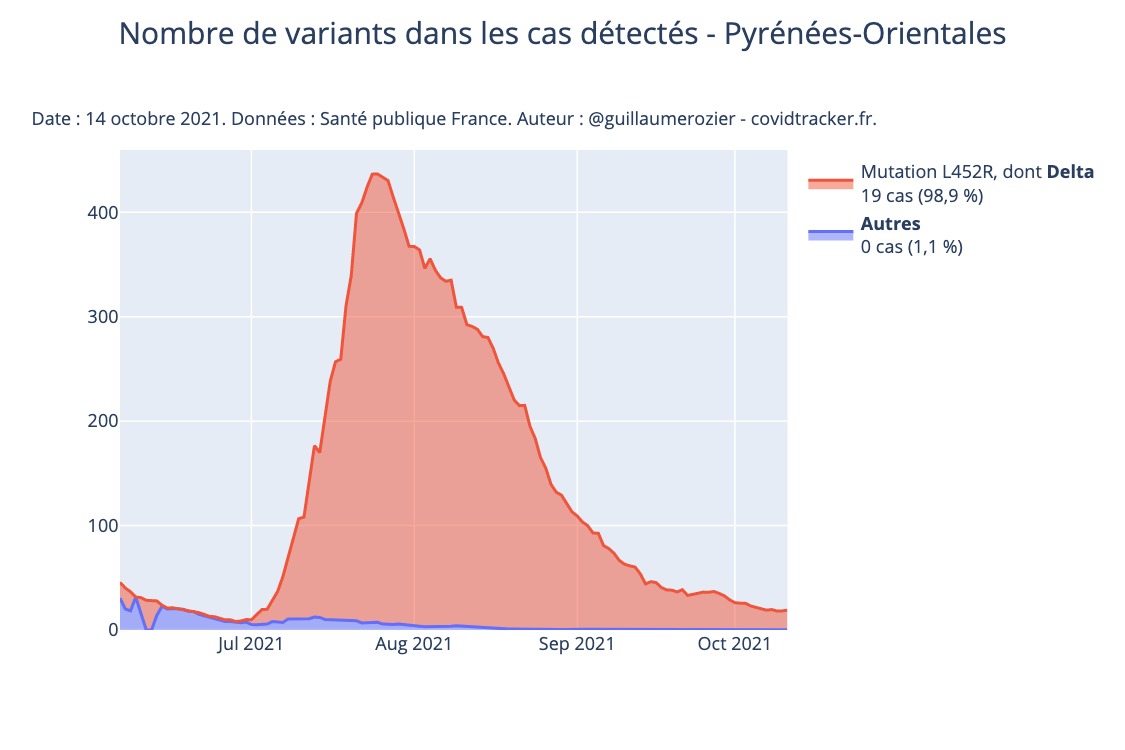 Nombre de variants dans les cas détectés - Pyrénées-Orientales
Date : 14 octobre 2021. Données : Santé publique France. Auteur : @guillaumerozier - covidtracker.fr.
Mutation L452R, dont Delta
19 cas (98,9 %)
Autres
0 cas (1,1 %)
400
300
200
100
0
Jul 2021
Aug 2021
Sep 2021
Oct 2021